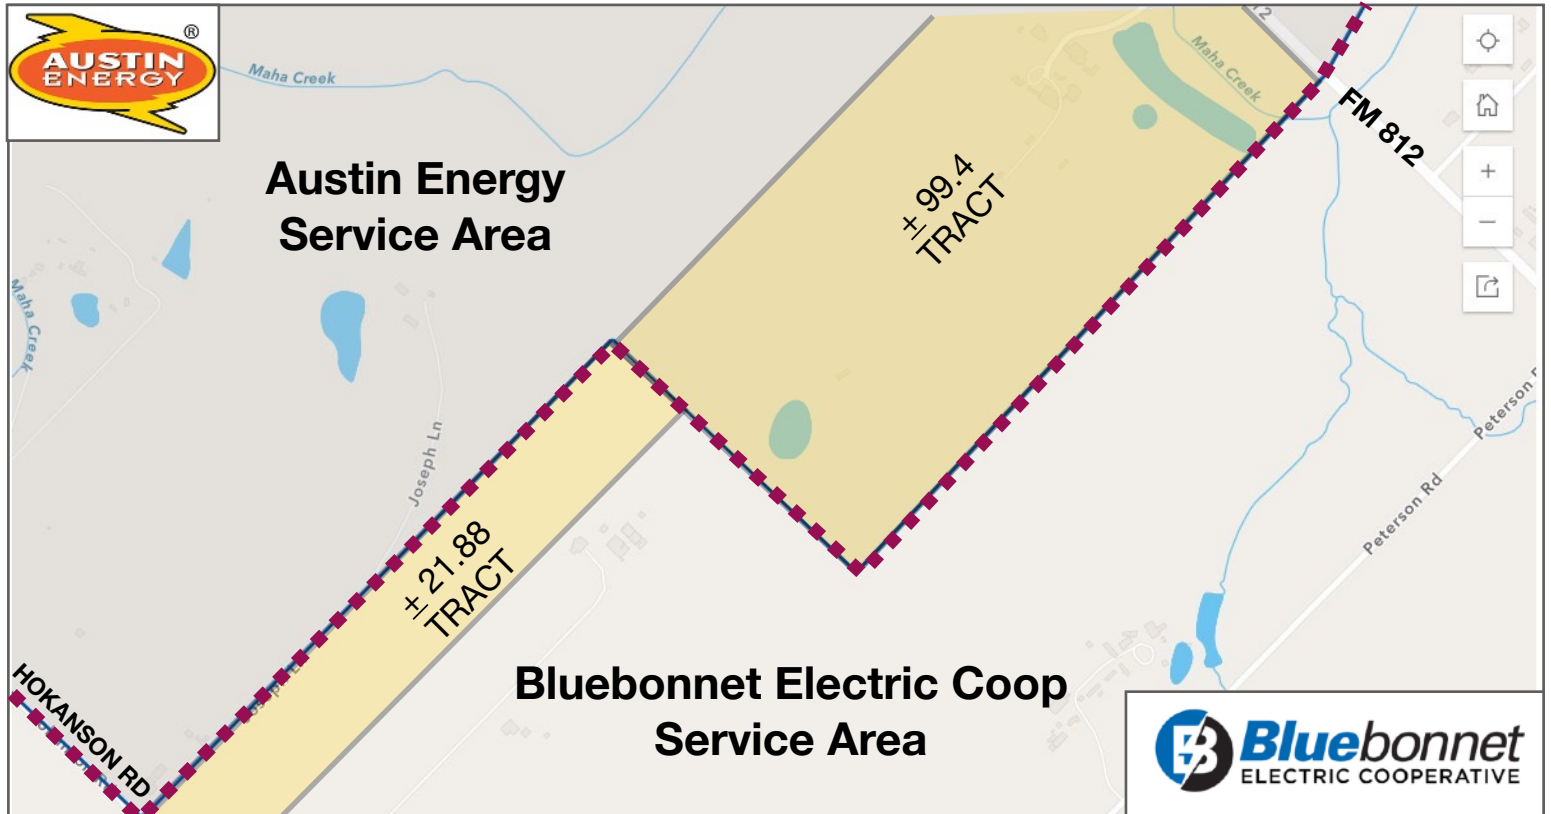 AUSTIN
ENERGY
®
Maha Creek
Austin Energy
Service Area
Maha Creek
Maha Creek
FM 812
± 99.4
TRACT
Joseph Ln
± 21.88
TRACT
Peterson
Peterson Rd
HOKANSON RD
Bluebonnet Electric Coop
Service Area
Bluebonnet
ELECTRIC COOPERATIVE